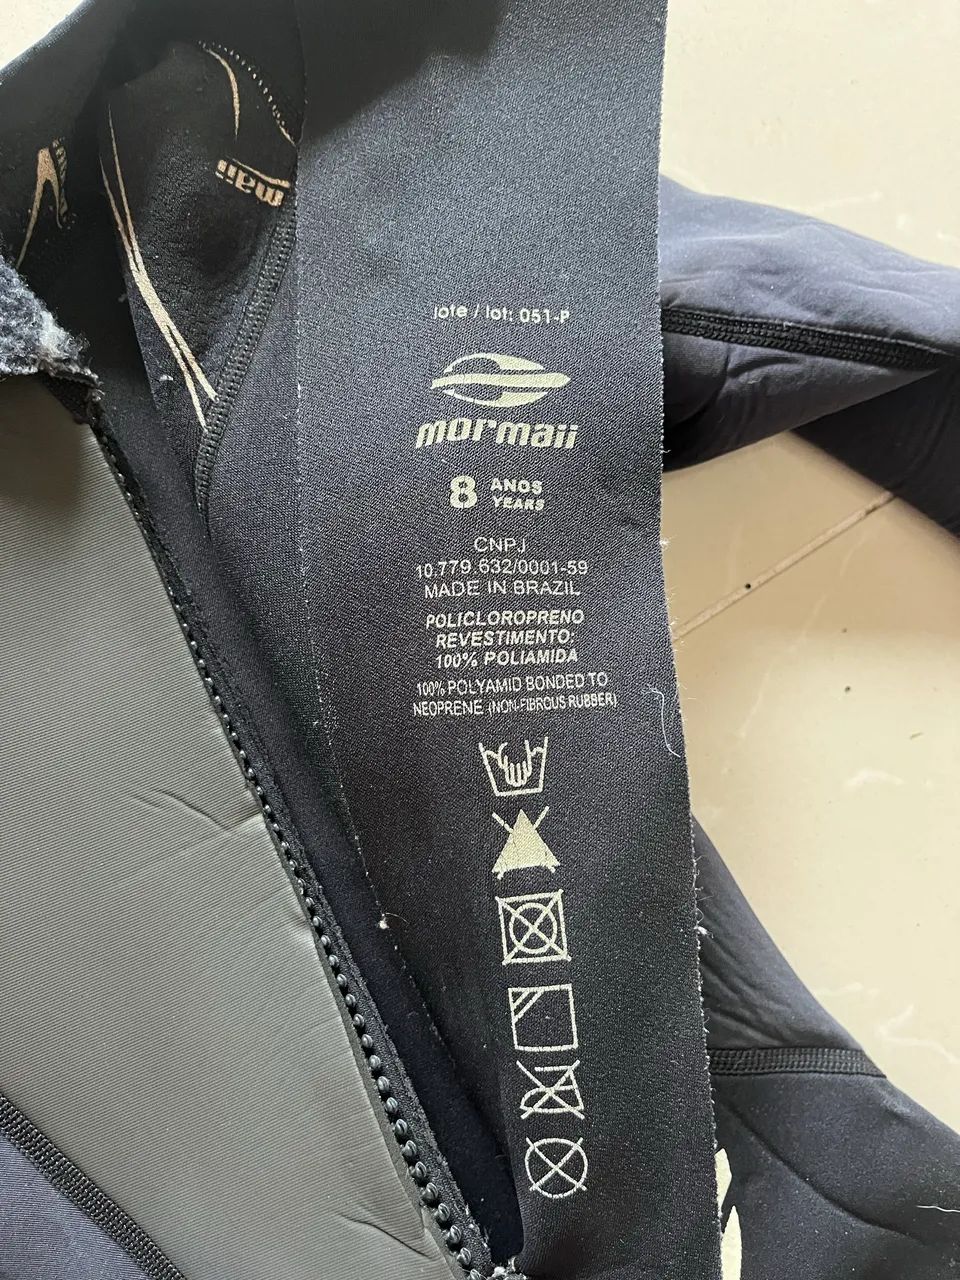 maii
lote / lot: 051-P
mormaii
8 ANOS
YEARS
CNPJ
10.779.632/0001-59
MADE IN BRAZIL
POLICLOROPRENO
REVESTIMENTO:
100% POLIAMIDA
100% POLYAMID BONDED TO
NEOPRENE (NON-FIBROUS RUBBER)